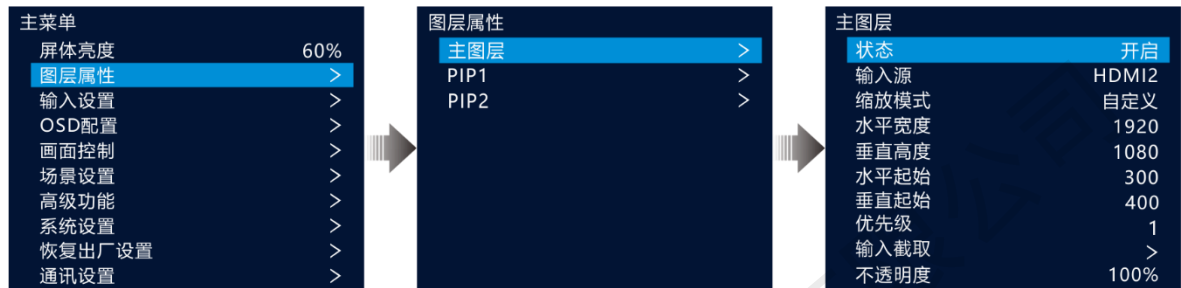 主菜单
屏体亮度 60%
图层属性 >
输入设置 >
OSD配置 >
画面控制 >
场景设置 >
高级功能 >
系统设置 >
恢复出厂设置 >
通讯设置 >
图层属性
主图层 >
PIP1 >
PIP2 >
主图层
状态 开启
输入源 HDMI2
缩放模式 自定义
水平宽度 1920
垂直高度 1080
水平起始 300
垂直起始 400
优先级 1
输入截取 >
不透明度 100%